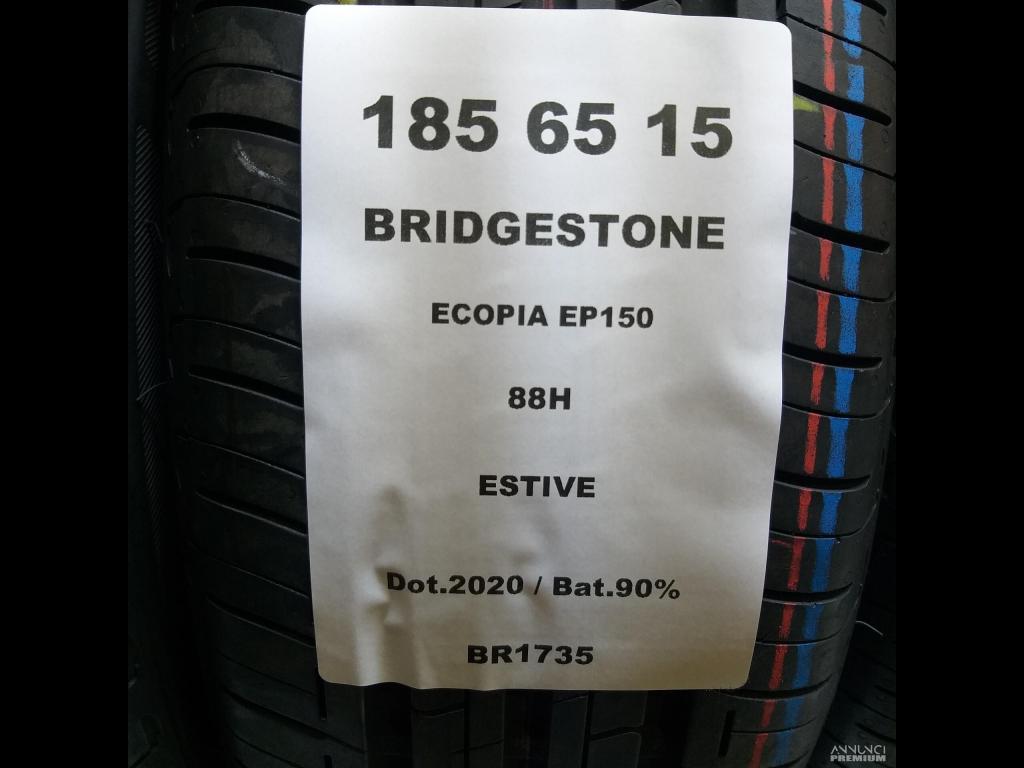 185 65 15
BRIDGESTONE
ECOPIA EP150
88H
ESTIVE
Dot.2020 / Bat.90%
BR1735
ANNUNCI
PREMIUM